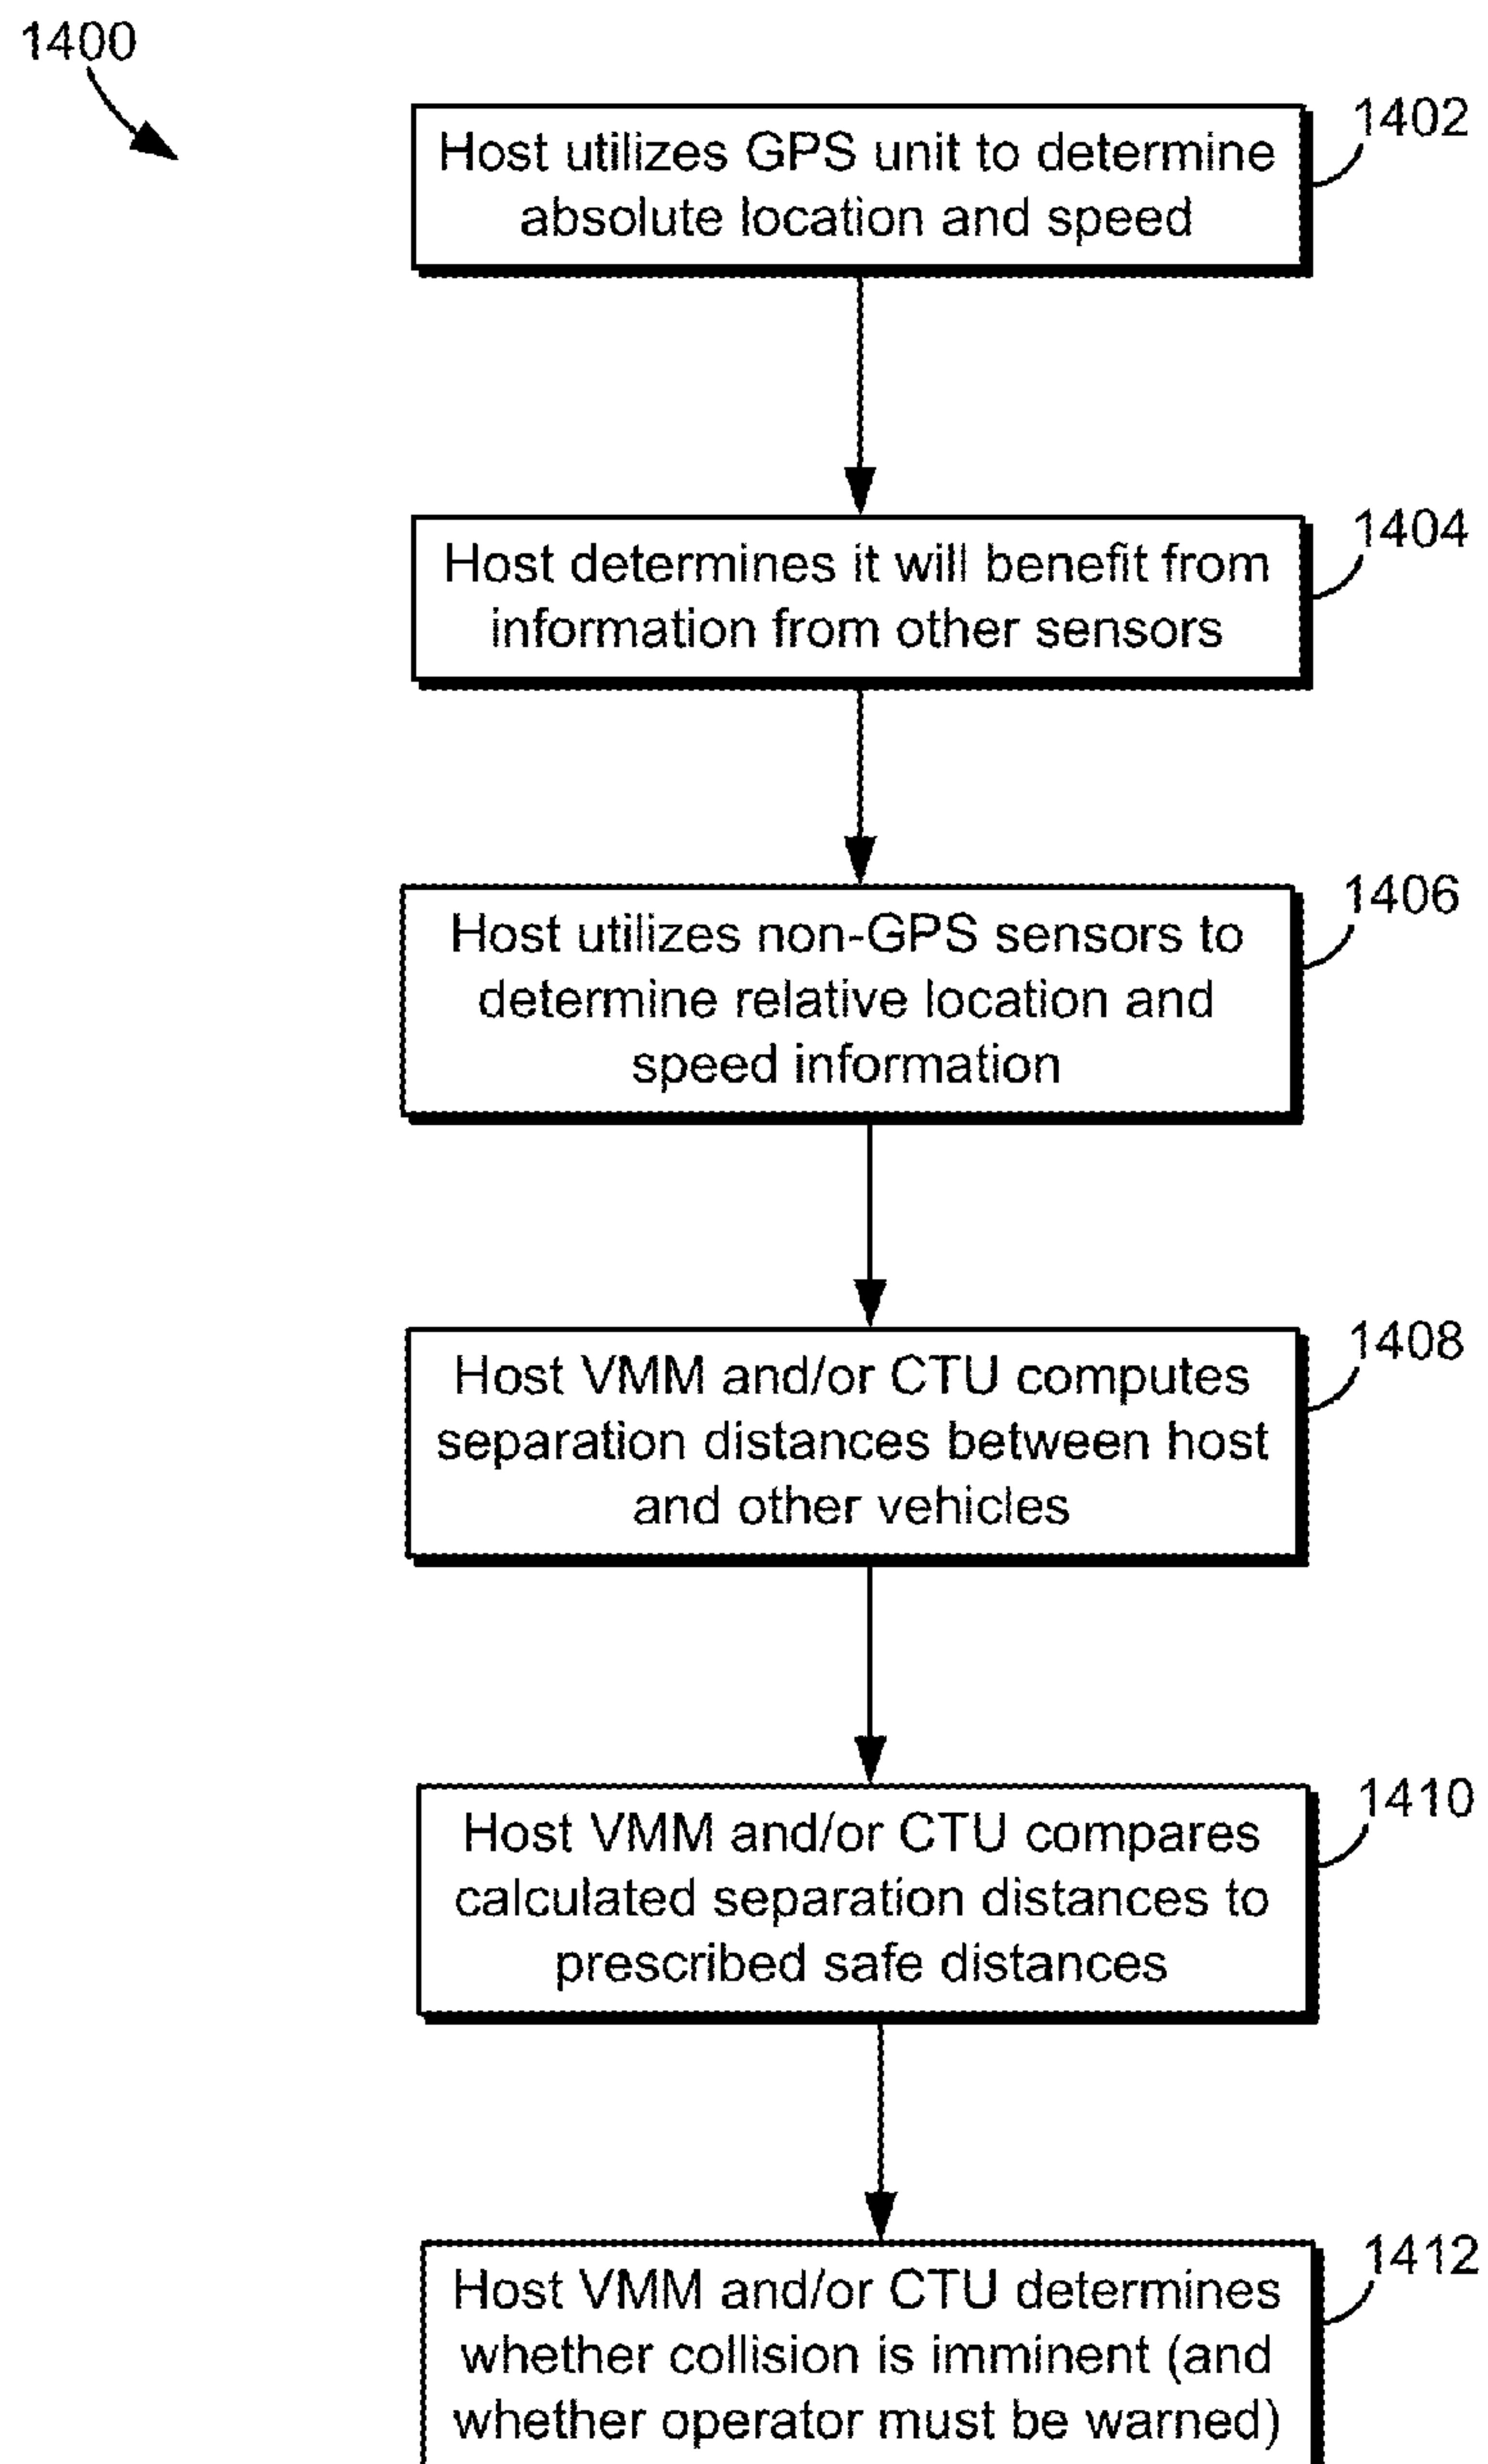 1400
Host utilizes GPS unit to determine
absolute location and speed
1402
Host determines it will benefit from
information from other sensors
1404
Host utilizes non-GPS sensors to
determine relative location and
speed information
1406
Host VMM and/or CTU computes
separation distances between host
and other vehicles
1408
Host VMM and/or CTU compares
calculated separation distances to
prescribed safe distances
1410
Host VMM and/or CTU determines
whether collision is imminent (and
whether operator must be warned)
1412